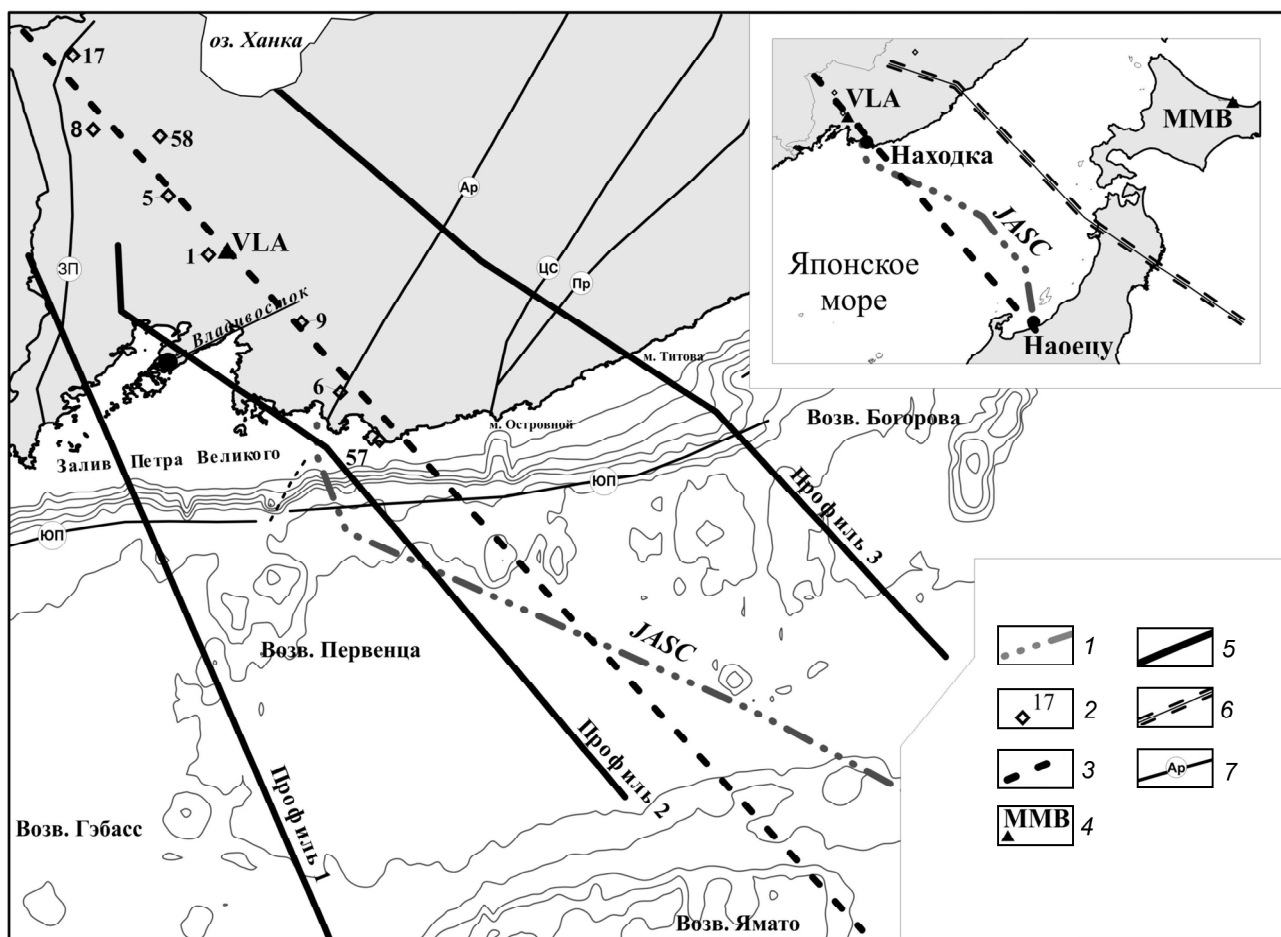 оз. Ханка
17
8
58
5
1
VLA
ЗП
Владивосток
9
6
57
Ар
ЦС
Пр
м. Титова
м. Островной
Залив Петра Великого
ЮП
ЮП
Возв. Богорова
Возв. Первенца
Возв. Гэбасс
Возв. Ямато
JASC
Профиль 1
Профиль 2
Профиль 3
VLA
Находка
MMB
JASC
Японское
море
Наоецу
1
17 2
3
MMB 4
5
6
Ар 7